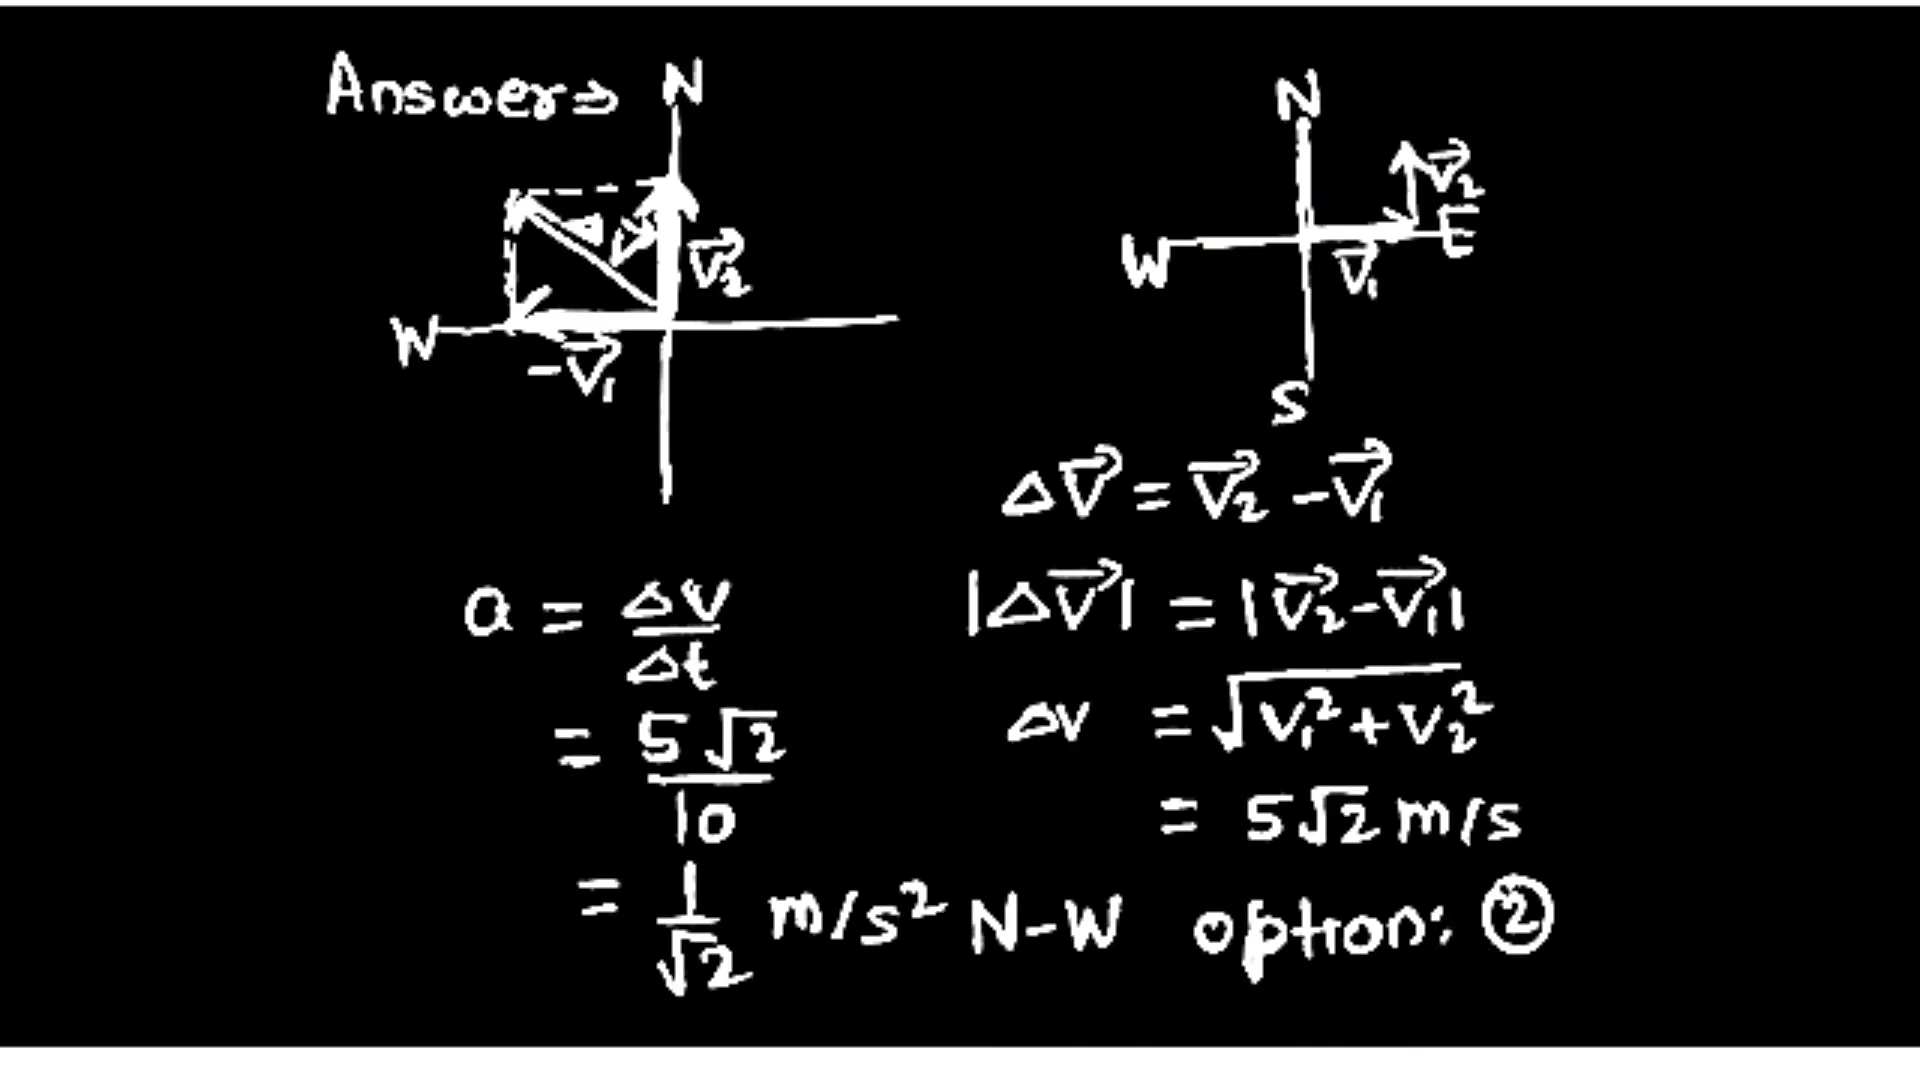 Answer ⇒
N
Δv
V⃗₂
W
-V⃗₁
N
V⃗₂
W
E
V⃗₁
S
ΔV⃗ = V⃗₂ - V⃗₁
|ΔV⃗| = |V⃗₂ - V⃗₁|
Δv = √(V₁² + V₂²)
= 5√2 m/s
a = ΔV/Δt
= 5√2/10
= 1/√2 m/s² N-W option: ②